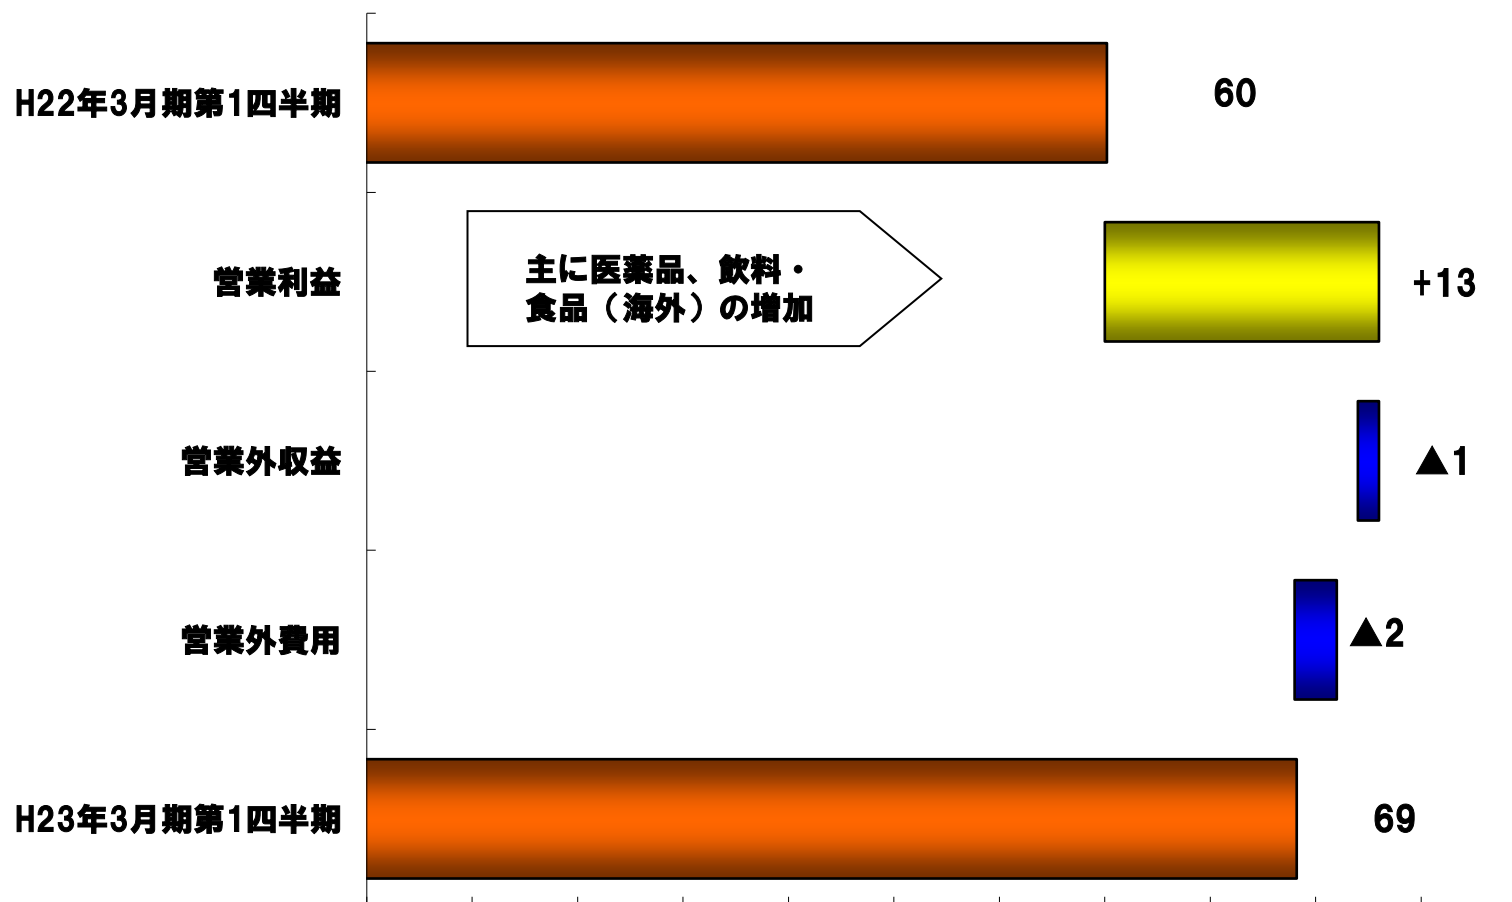 H22年3月期第1四半期
60
営業利益
主に医薬品、飲料・
食品（海外）の増加
+13
営業外収益
▲1
営業外費用
▲2
H23年3月期第1四半期
69